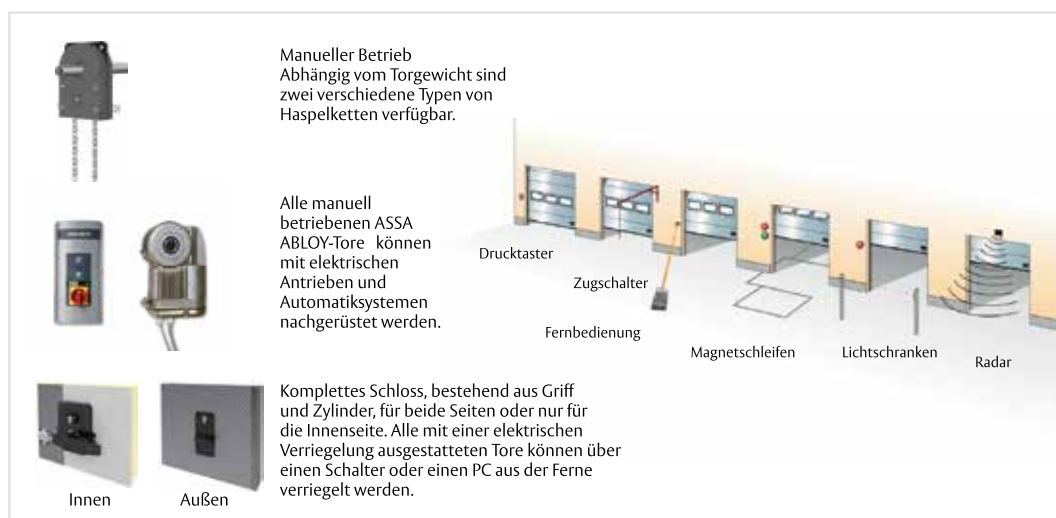 Manueller Betrieb
Abhängig vom Torgewicht sind
zwei verschiedene Typen von
Haspelketten verfügbar.
Alle manuell
betriebenen ASSA
ABLOY-Tore können
mit elektrischen
Antrieben und
Automatiksystemen
nachgerüstet werden.
Drucktaster
Zugschalter
Fernbedienung
Magnetschleifen
Lichtschranken
Radar
Komplettes Schloss, bestehend aus Griff
und Zylinder, für beide Seiten oder nur für
die Innenseite. Alle mit einer elektrischen
Verriegelung ausgestatteten Tore können über
einen Schalter oder einen PC aus der Ferne
verriegelt werden.
Innen
Außen